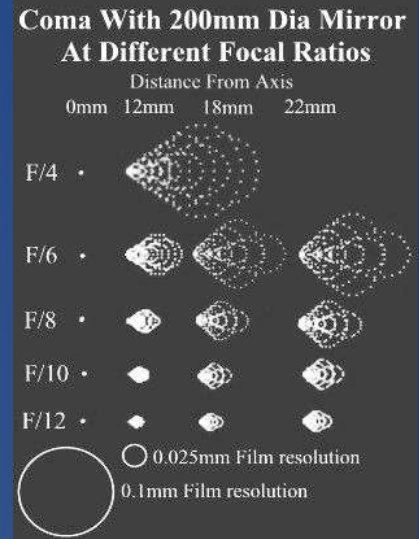 Coma With 200mm Dia Mirror
At Different Focal Ratios
Distance From Axis
0mm 12mm 18mm 22mm
F/4
F/6
F/8
F/10
F/12
0.025mm Film resolution
0.1mm Film resolution